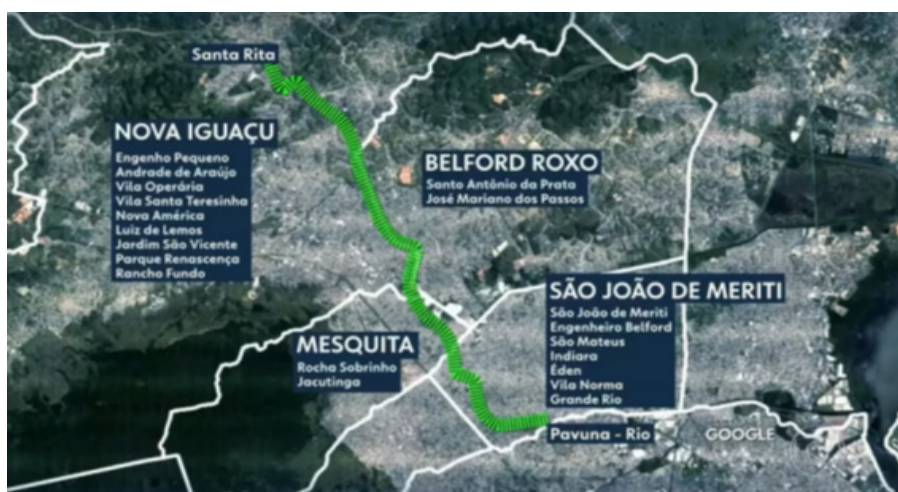 Santa Rita
NOVA IGUAÇU
Engenho Pequeno
Andrade de Araújo
Vila Operária
Vila Santa Teresinha
Nova América
Luiz de Lemos
Jardim São Vicente
Parque Renascença
Rancho Fundo
BELFORD ROXO
Santo Antônio da Prata
José Mariano dos Passos
MESQUITA
Rocha Sobrinho
Jacutinga
SÃO JOÃO DE MERITI
São João de Meriti
Engenheiro Belford
São Mateus
Indiara
Éden
Vila Norma
Grande Rio
Pavuna - Rio
GOOGLE